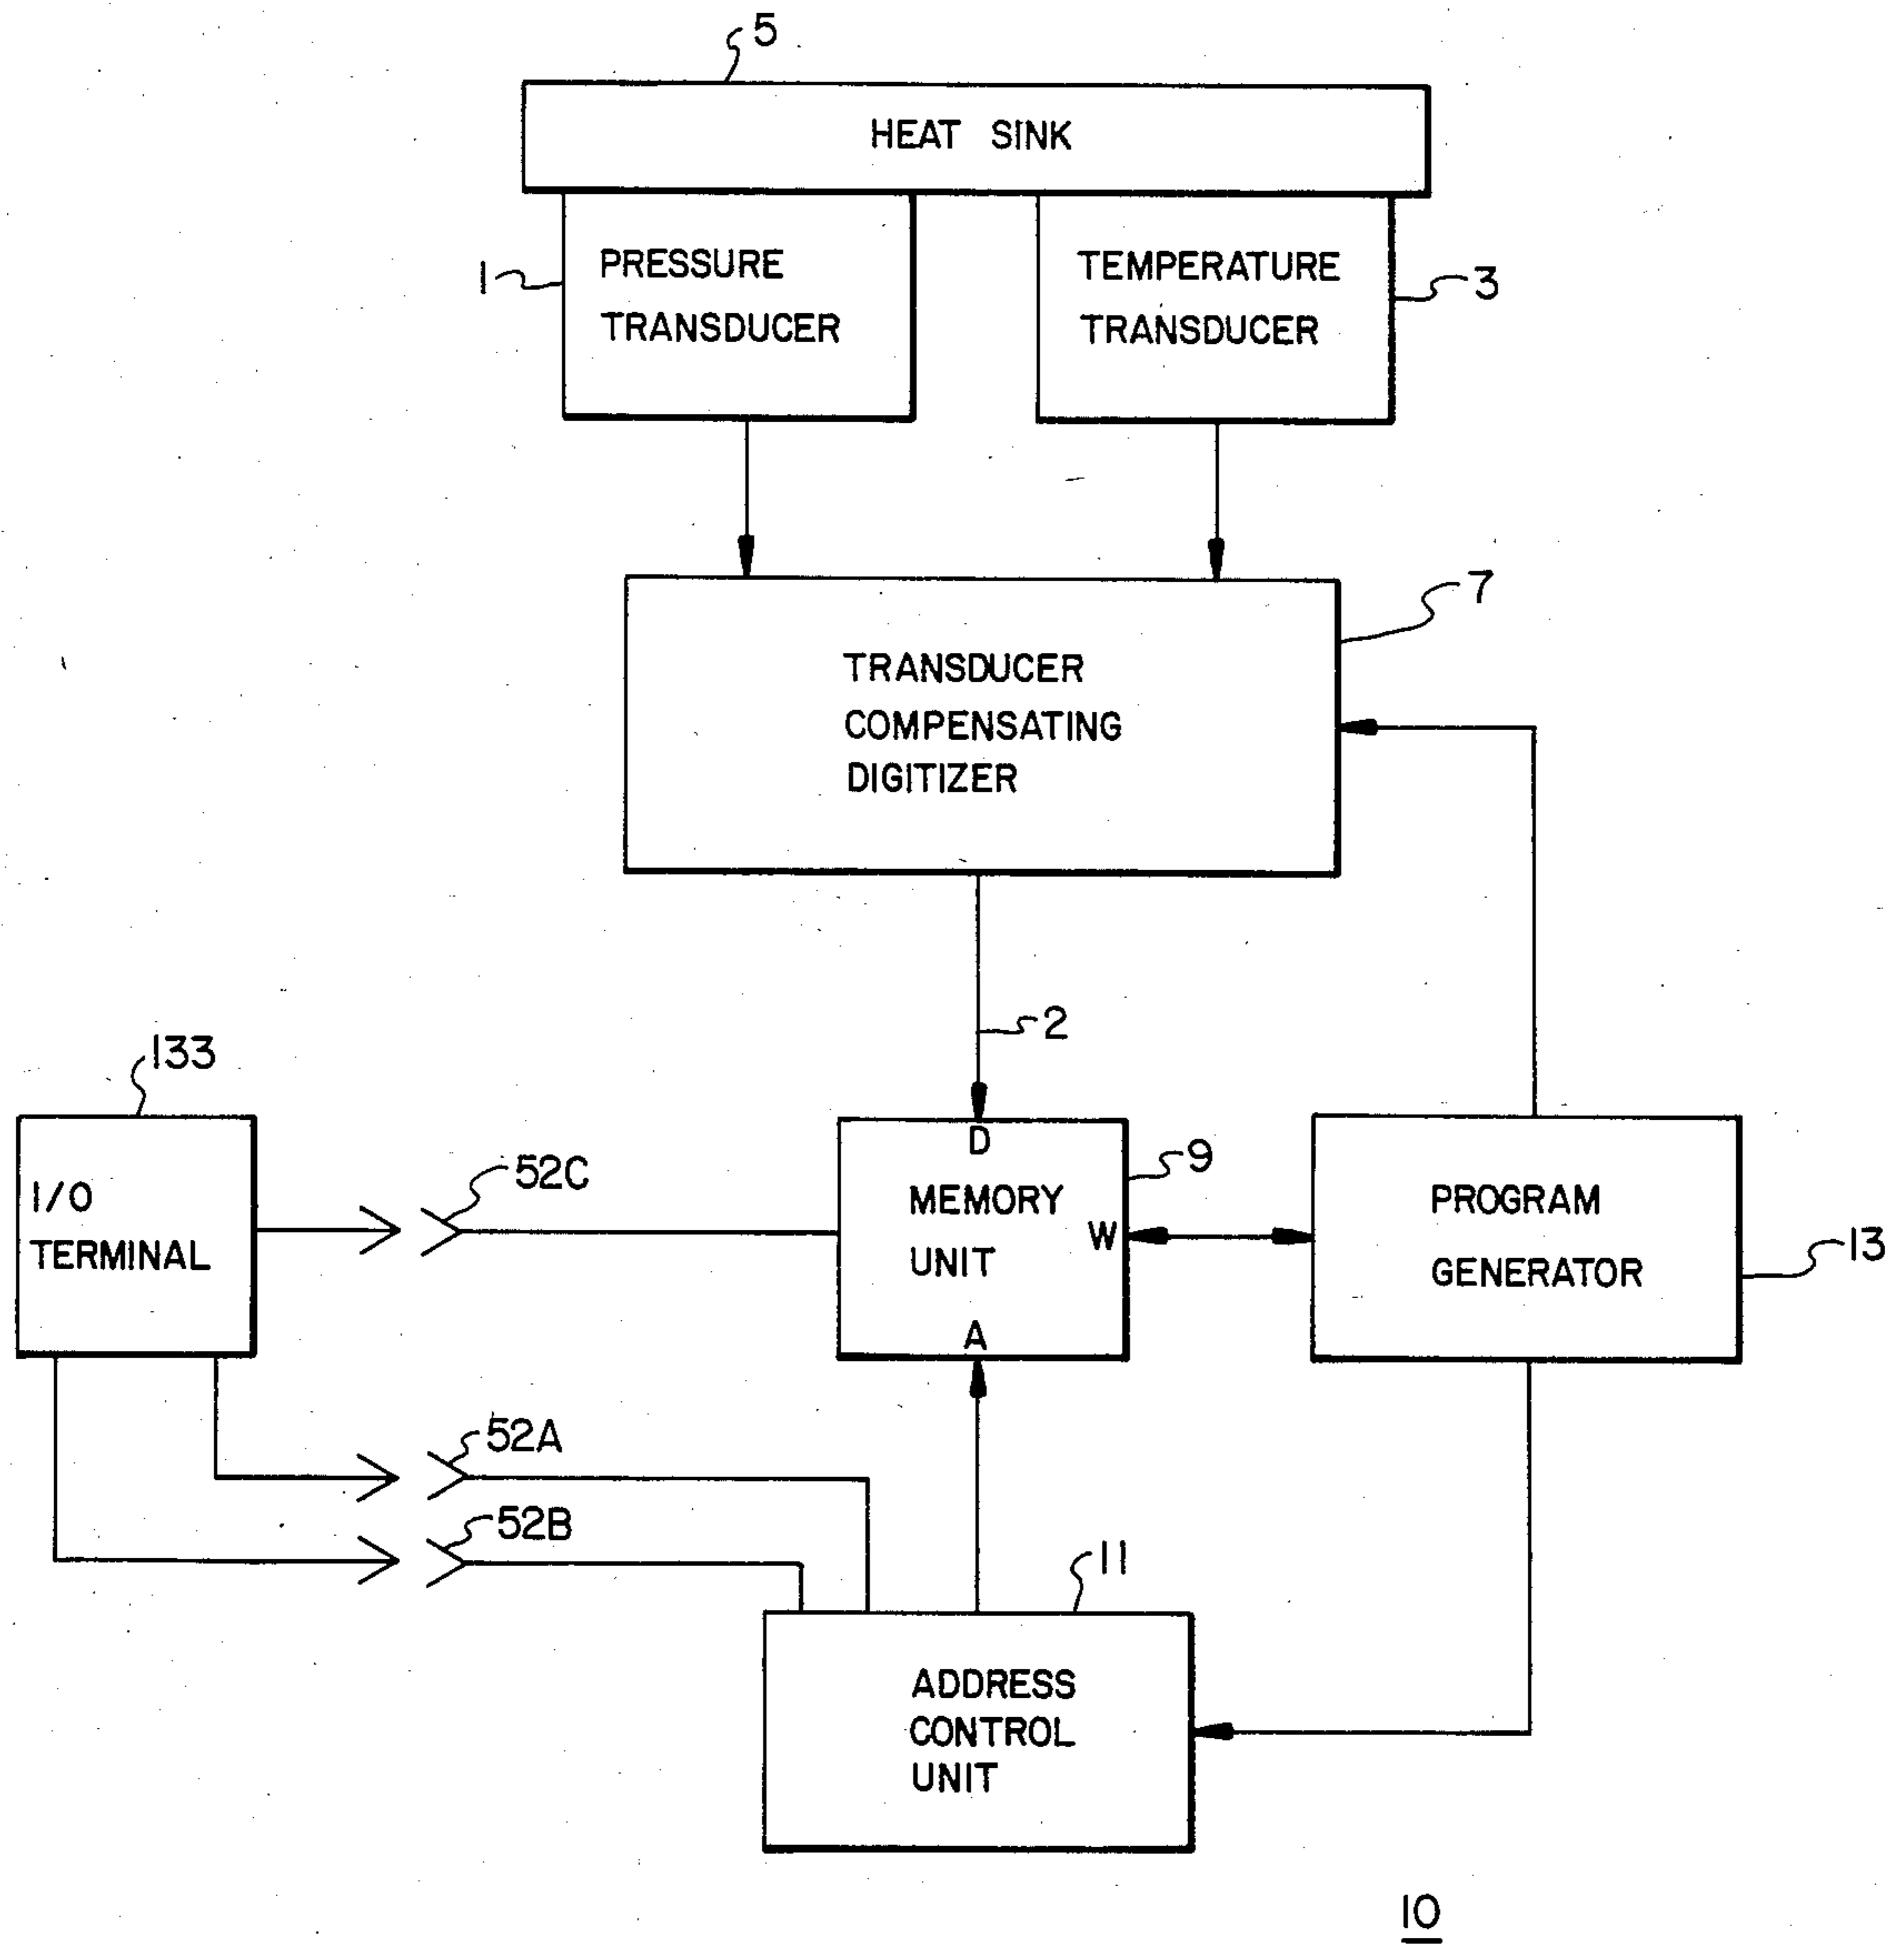 5
HEAT SINK
1
PRESSURE
TRANSDUCER
TEMPERATURE
TRANSDUCER
3
7
TRANSDUCER
COMPENSATING
DIGITIZER
2
133
I/O
TERMINAL
52C
D
MEMORY
UNIT
W
A
9
PROGRAM
GENERATOR
13
52A
52B
11
ADDRESS
CONTROL
UNIT
10